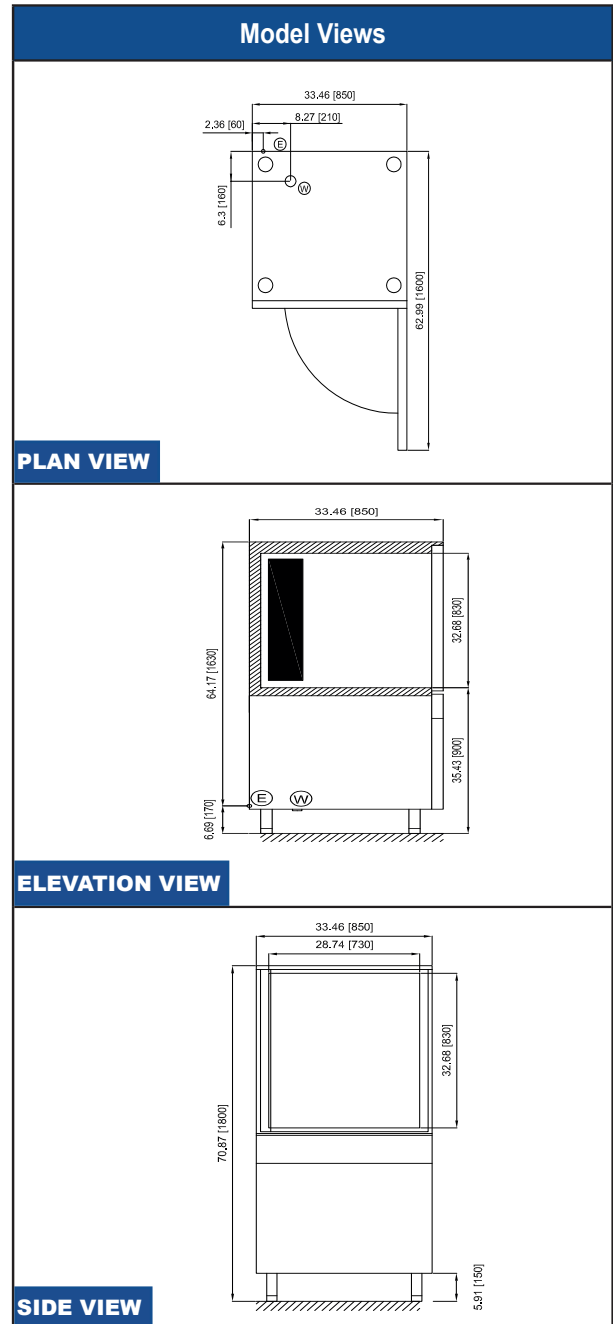 Model Views
33.46 [850]
8.27 [210]
2.36 [60]
E
W
6.3 [160]
62.99 [1600]
PLAN VIEW
33.46 [850]
64.17 [1630]
32.68 [830]
35.43 [900]
E W
6.69 [170]
ELEVATION VIEW
33.46 [850]
28.74 [730]
32.68 [830]
70.87 [1800]
5.91 [150]
SIDE VIEW